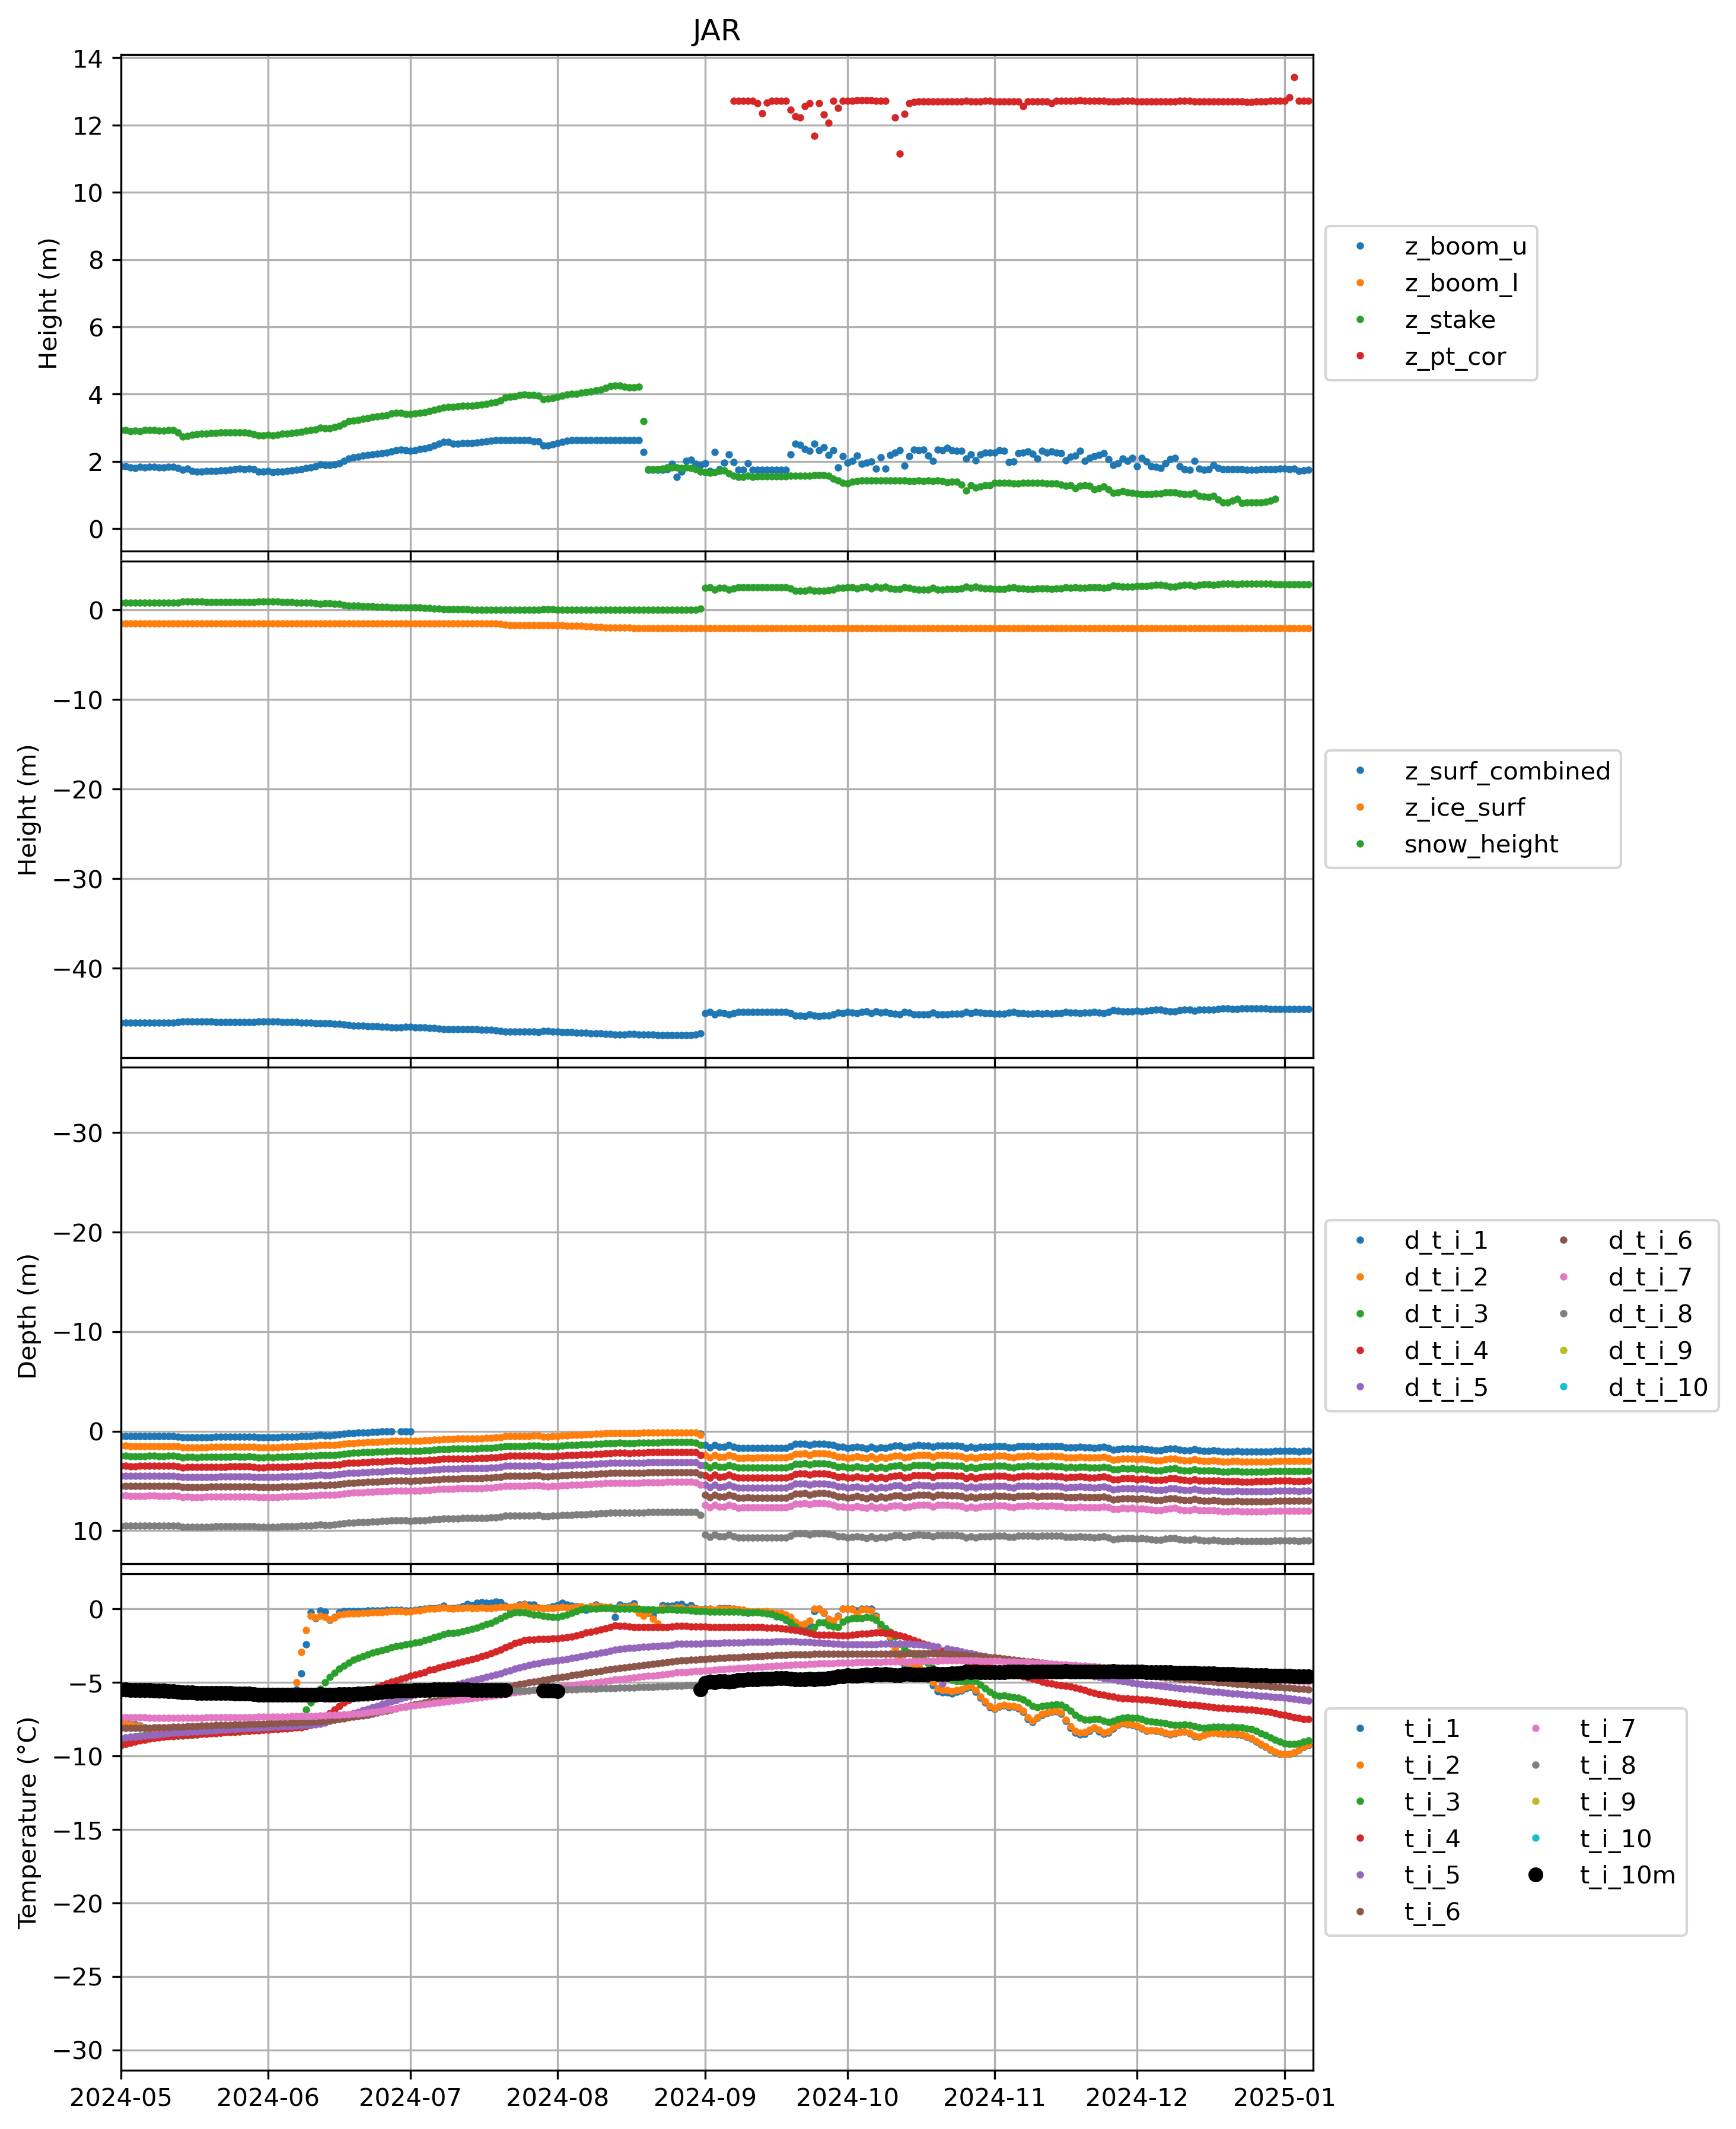 JAR
Height (m)
14
12
10
8
6
4
2
0
z_boom_u
z_boom_l
z_stake
z_pt_cor
Height (m)
0
−10
−20
−30
−40
z_surf_combined
z_ice_surf
snow_height
Depth (m)
−30
−20
−10
0
10
d_t_i_1
d_t_i_2
d_t_i_3
d_t_i_4
d_t_i_5
d_t_i_6
d_t_i_7
d_t_i_8
d_t_i_9
d_t_i_10
Temperature (°C)
0
−5
−10
−15
−20
−25
−30
t_i_1
t_i_2
t_i_3
t_i_4
t_i_5
t_i_6
t_i_7
t_i_8
t_i_9
t_i_10
t_i_10m
2024-05 2024-06 2024-07 2024-08 2024-09 2024-10 2024-11 2024-12 2025-01